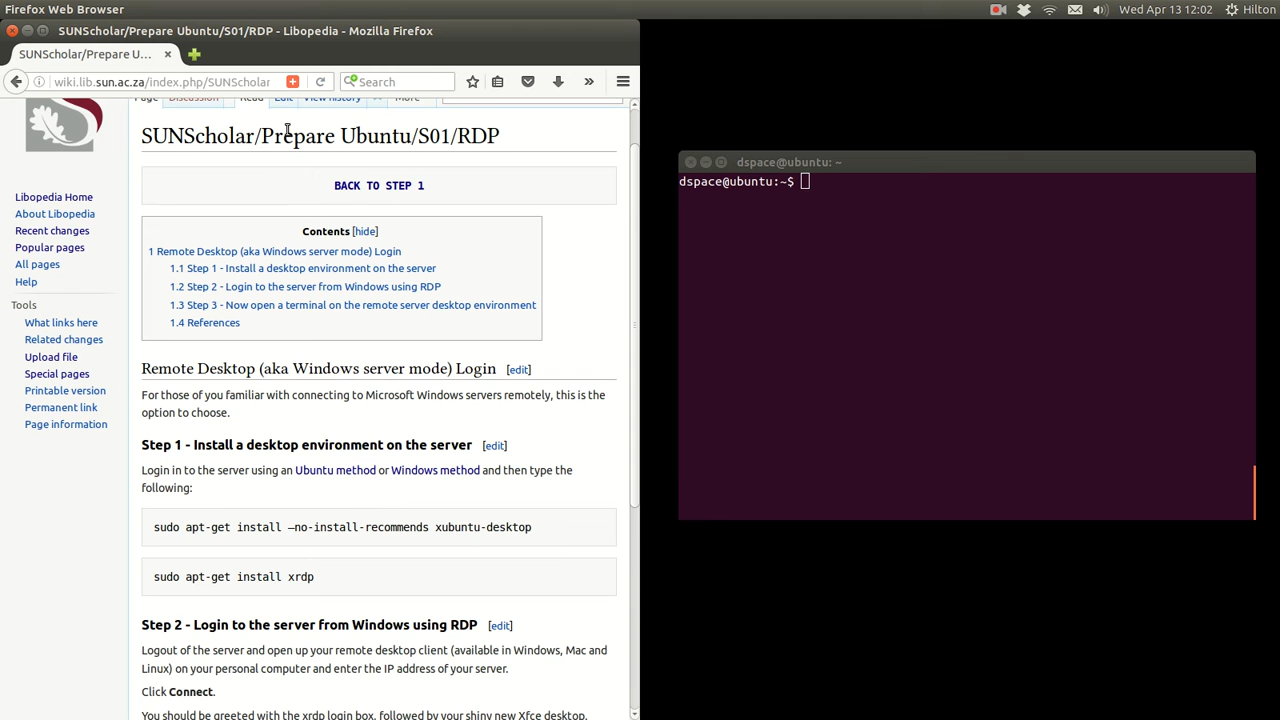 Firefox Web Browser
Wed Apr 13 12:02
Hilton
SUNScholar/Prepare Ubuntu/S01/RDP - Libopedia - Mozilla Firefox
SUNScholar/Prepare U...
wiki.lib.sun.ac.za/index.php/SUNScholar
Search
Page
Discussion
Read
Edit
View history
More
SUNScholar/Prepare Ubuntu/S01/RDP
BACK TO STEP 1
Contents [hide]
1 Remote Desktop (aka Windows server mode) Login
1.1 Step 1 - Install a desktop environment on the server
1.2 Step 2 - Login to the server from Windows using RDP
1.3 Step 3 - Now open a terminal on the remote server desktop environment
1.4 References
Libopedia Home
About Libopedia
Recent changes
Popular pages
All pages
Help
Tools
What links here
Related changes
Upload file
Special pages
Printable version
Permanent link
Page information
Remote Desktop (aka Windows server mode) Login [edit]
For those of you familiar with connecting to Microsoft Windows servers remotely, this is the
option to choose.
Step 1 - Install a desktop environment on the server [edit]
Login in to the server using an Ubuntu method or Windows method and then type the
following:
sudo apt-get install –no-install-recommends xubuntu-desktop
sudo apt-get install xrdp
Step 2 - Login to the server from Windows using RDP [edit]
Logout of the server and open up your remote desktop client (available in Windows, Mac and
Linux) on your personal computer and enter the IP address of your server.
Click Connect.
You should be greeted with the xrdp login box, followed by your shiny new Xfce desktop.
dspace@ubuntu: ~
dspace@ubuntu:~$